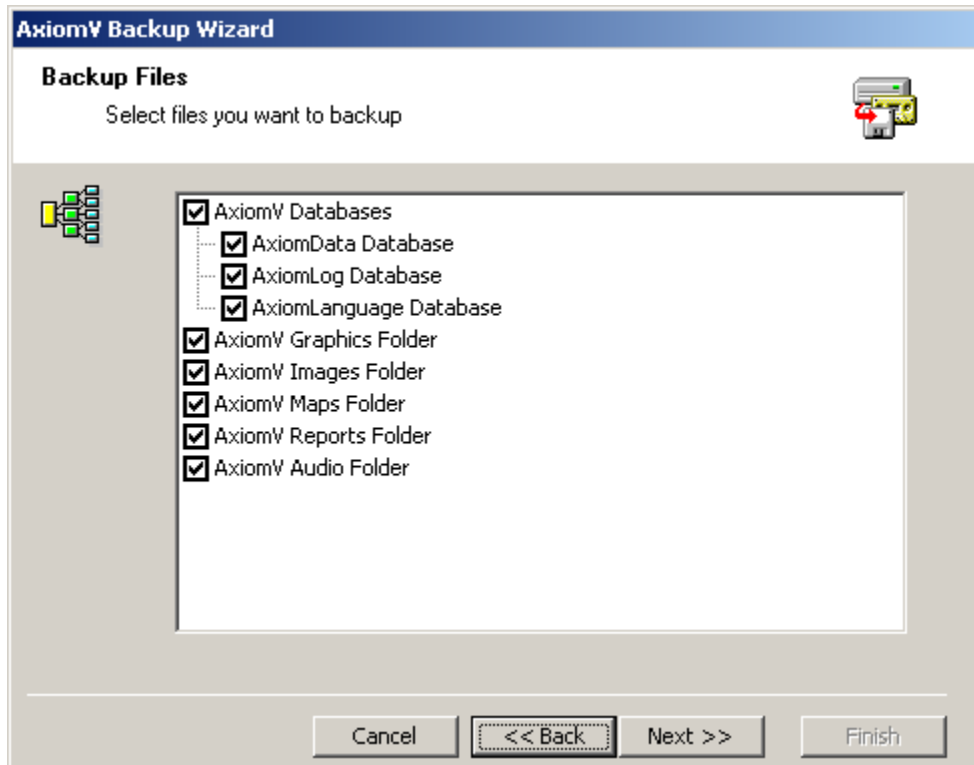 AxiomV Backup Wizard
Backup Files
Select files you want to backup
AxiomV Databases
AxiomData Database
AxiomLog Database
AxiomLanguage Database
AxiomV Graphics Folder
AxiomV Images Folder
AxiomV Maps Folder
AxiomV Reports Folder
AxiomV Audio Folder
Cancel << Back Next >> Finish